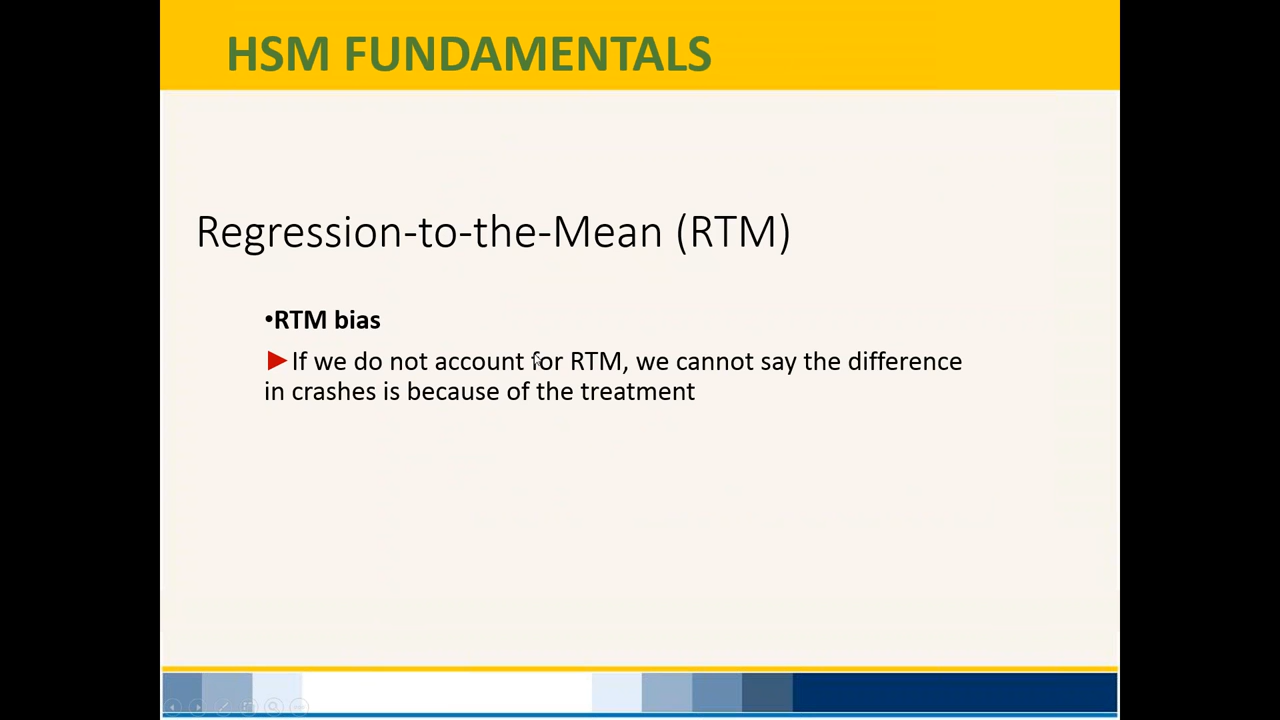 HSM FUNDAMENTALS
Regression-to-the-Mean (RTM)
•RTM bias
►If we do not account for RTM, we cannot say the difference
in crashes is because of the treatment